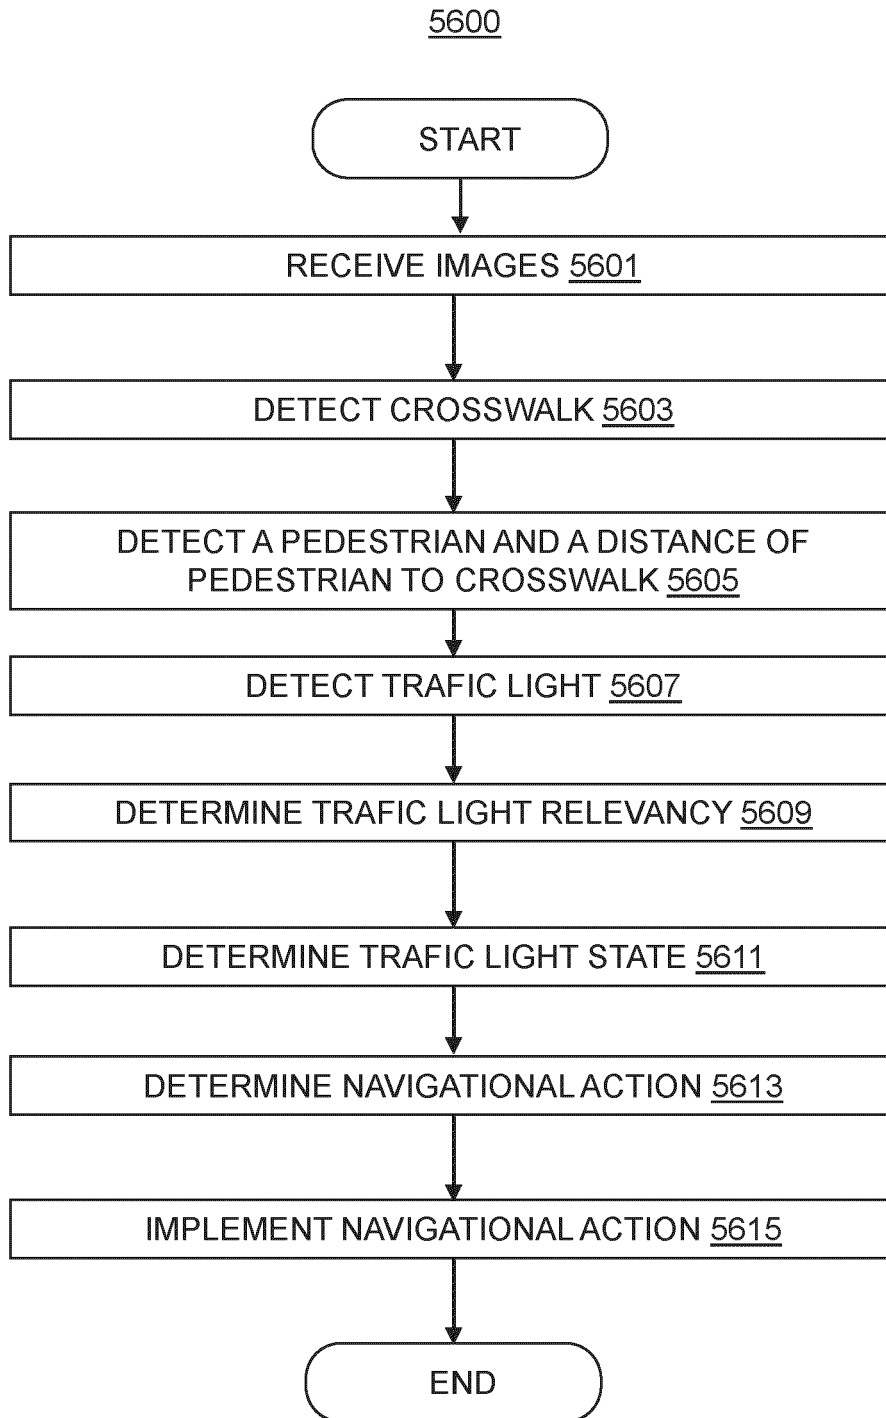 5600
START
RECEIVE IMAGES 5601
DETECT CROSSWALK 5603
DETECT A PEDESTRIAN AND A DISTANCE OF
PEDESTRIAN TO CROSSWALK 5605
DETECT TRAFIC LIGHT 5607
DETERMINE TRAFIC LIGHT RELEVANCY 5609
DETERMINE TRAFIC LIGHT STATE 5611
DETERMINE NAVIGATIONAL ACTION 5613
IMPLEMENT NAVIGATIONAL ACTION 5615
END